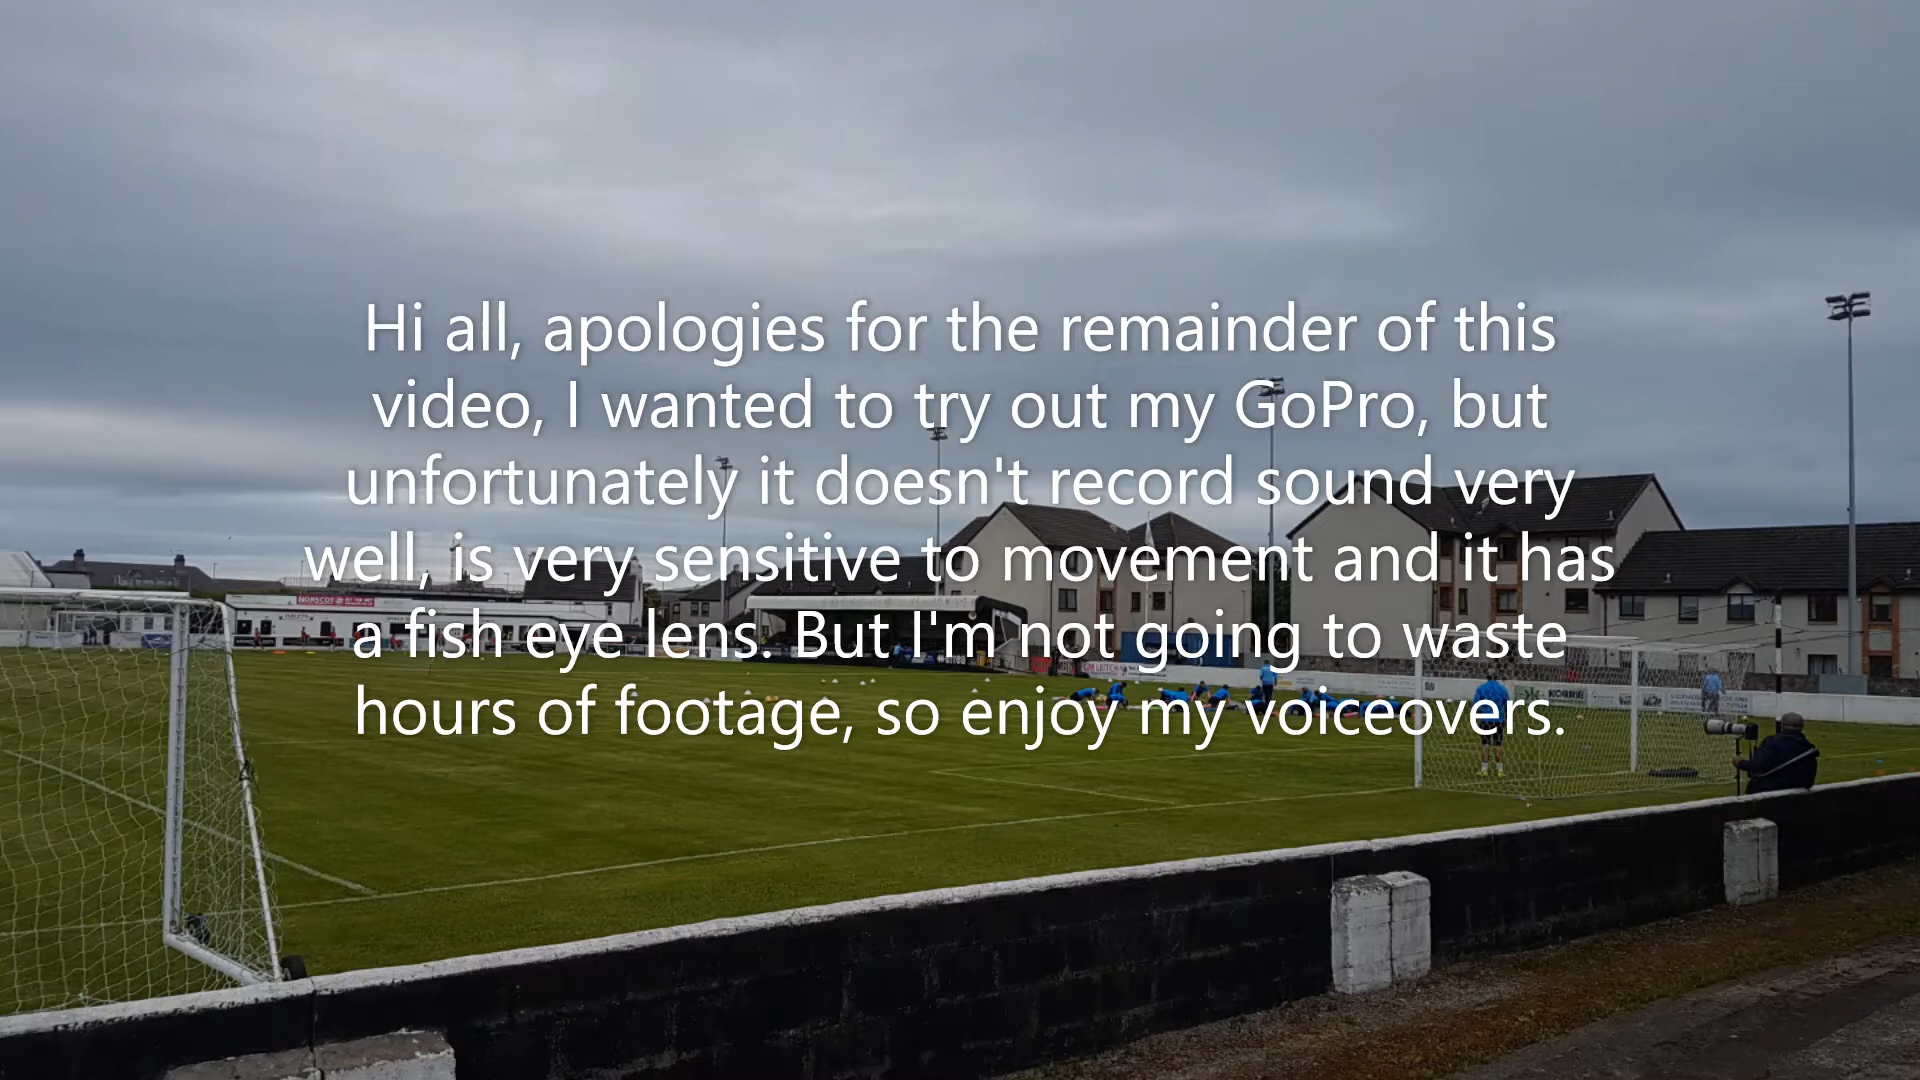 Hi all, apologies for the remainder of this
video, I wanted to try out my GoPro, but
unfortunately it doesn't record sound very
well, is very sensitive to movement and it has
a fish eye lens. But I'm not going to waste
hours of footage, so enjoy my voiceovers.
NORSCOT
KORRIE